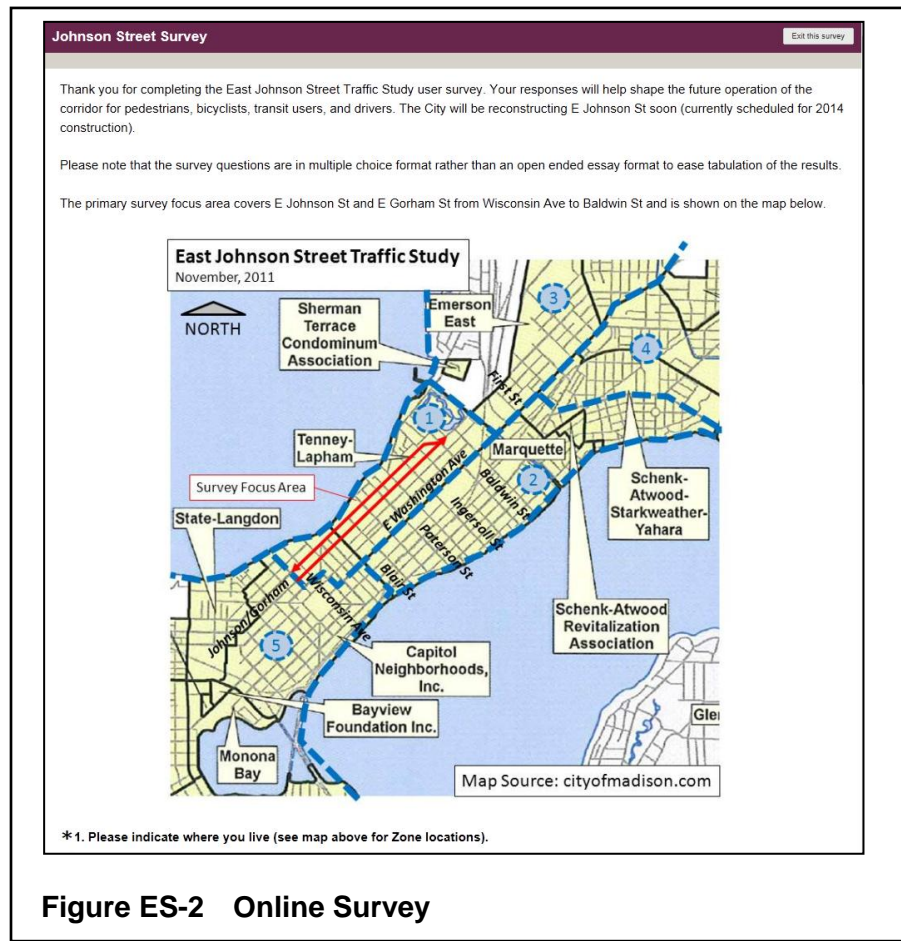 Johnson Street Survey
Exit this survey
Thank you for completing the East Johnson Street Traffic Study user survey. Your responses will help shape the future operation of the
corridor for pedestrians, bicyclists, transit users, and drivers. The City will be reconstructing E Johnson St soon (currently scheduled for 2014
construction).
Please note that the survey questions are in multiple choice format rather than an open ended essay format to ease tabulation of the results.
The primary survey focus area covers E Johnson St and E Gorham St from Wisconsin Ave to Baldwin St and is shown on the map below.
East Johnson Street Traffic Study
November, 2011
NORTH
Sherman
Terrace
Condominum
Association
Emerson
East
3
4
First St
1
Tenney-
Lapham
Marquette
2
Survey Focus Area
E Washington Ave
Baldwin St
Ingersoll St
Paterson St
Schenk-
Atwood-
Starkweather-
Yahara
State-Langdon
Blair St
Wisconsin Ave
Johnson/Gorham
5
Schenk-Atwood
Revitalization
Association
Capitol
Neighborhoods,
Inc.
Bayview
Foundation Inc.
Monona
Bay
Gle
Map Source: cityofmadison.com
*1. Please indicate where you live (see map above for Zone locations).
Figure ES-2 Online Survey